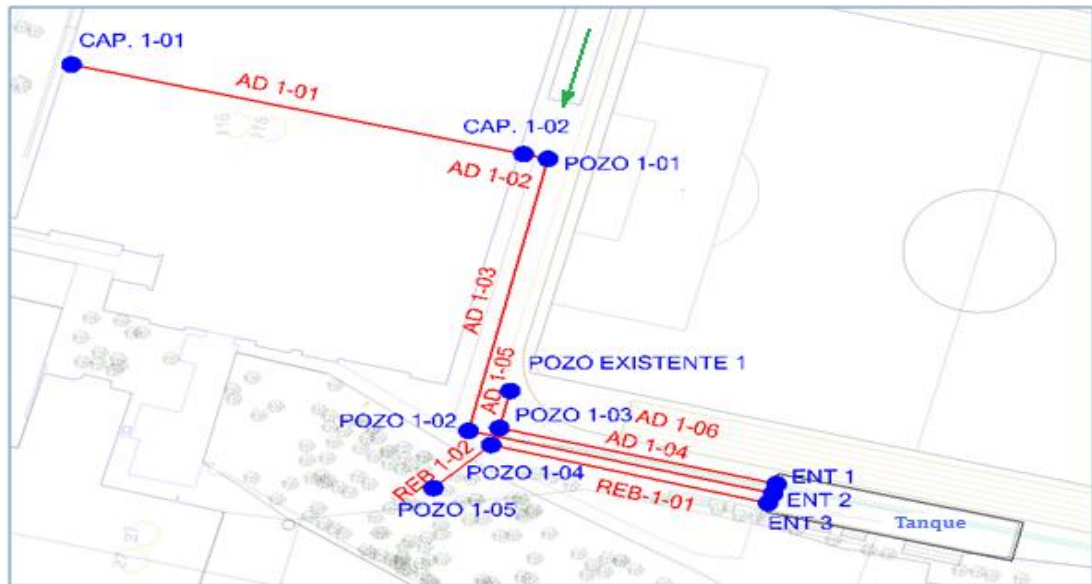 CAP. 1-01
AD 1-01
CAP. 1-02
AD 1-02
POZO 1-01
AD 1-03
POZO EXISTENTE 1
AD 1-05
POZO 1-02
POZO 1-03
AD 1-06
AD 1-04
REB 1-02
POZO 1-04
REB-1-01
POZO 1-05
ENT 1
ENT 2
ENT 3
Tanque